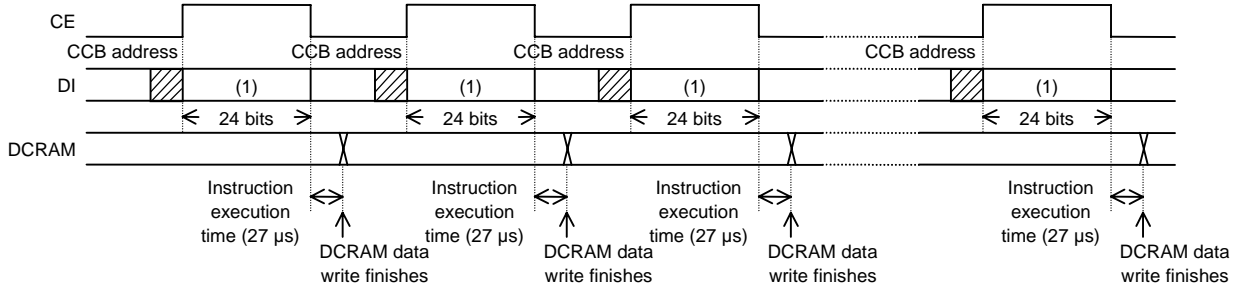 CE
CCB address CCB address CCB address CCB address
DI (1) (1) (1) (1)
24 bits 24 bits 24 bits 24 bits
DCRAM
Instruction Instruction Instruction Instruction
execution execution execution execution
time (27 µs) time (27 µs) time (27 µs) time (27 µs)
DCRAM data DCRAM data DCRAM data DCRAM data
write finishes write finishes write finishes write finishes